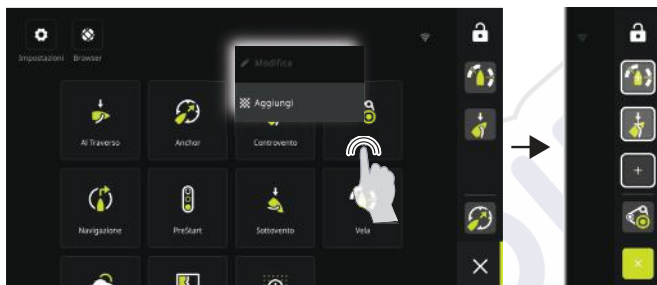 Modifica
Impostazioni Browser
Aggiungi
Al Traverso Anchor Controvento
Navigazione PreStart Sottovento Vela